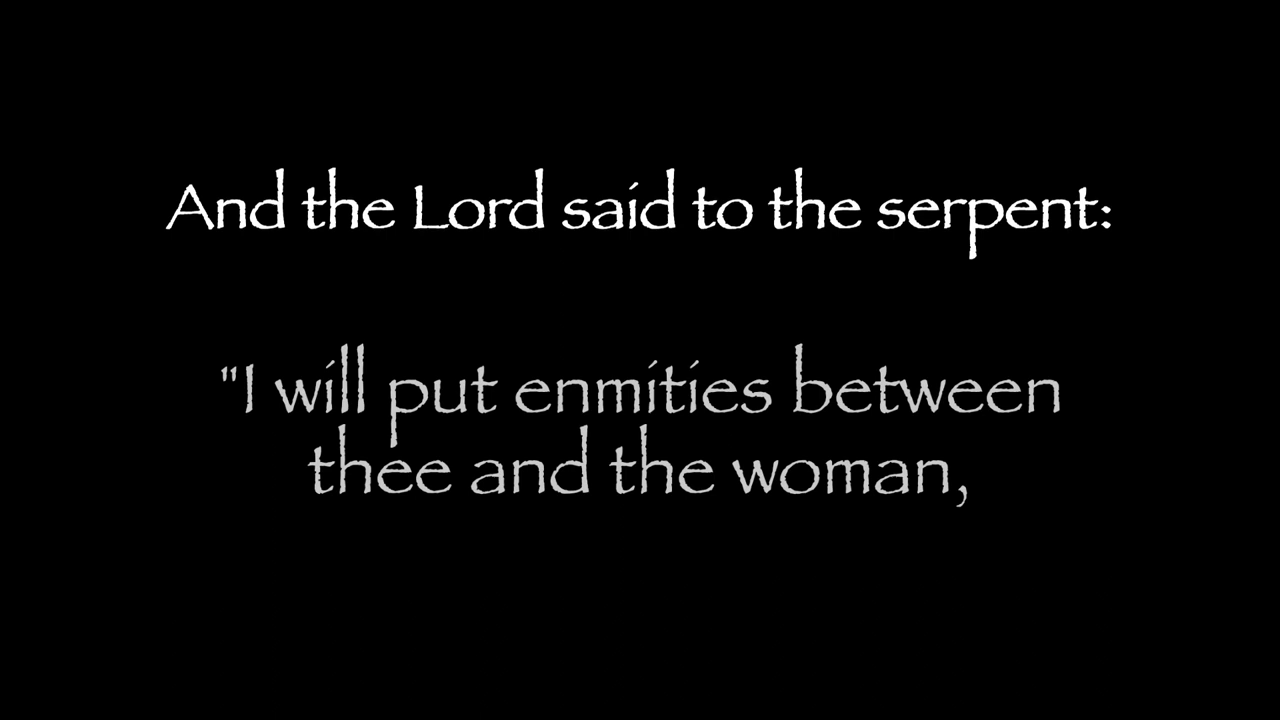 And the Lord said to the serpent:
"I will put enmities between
thee and the woman,